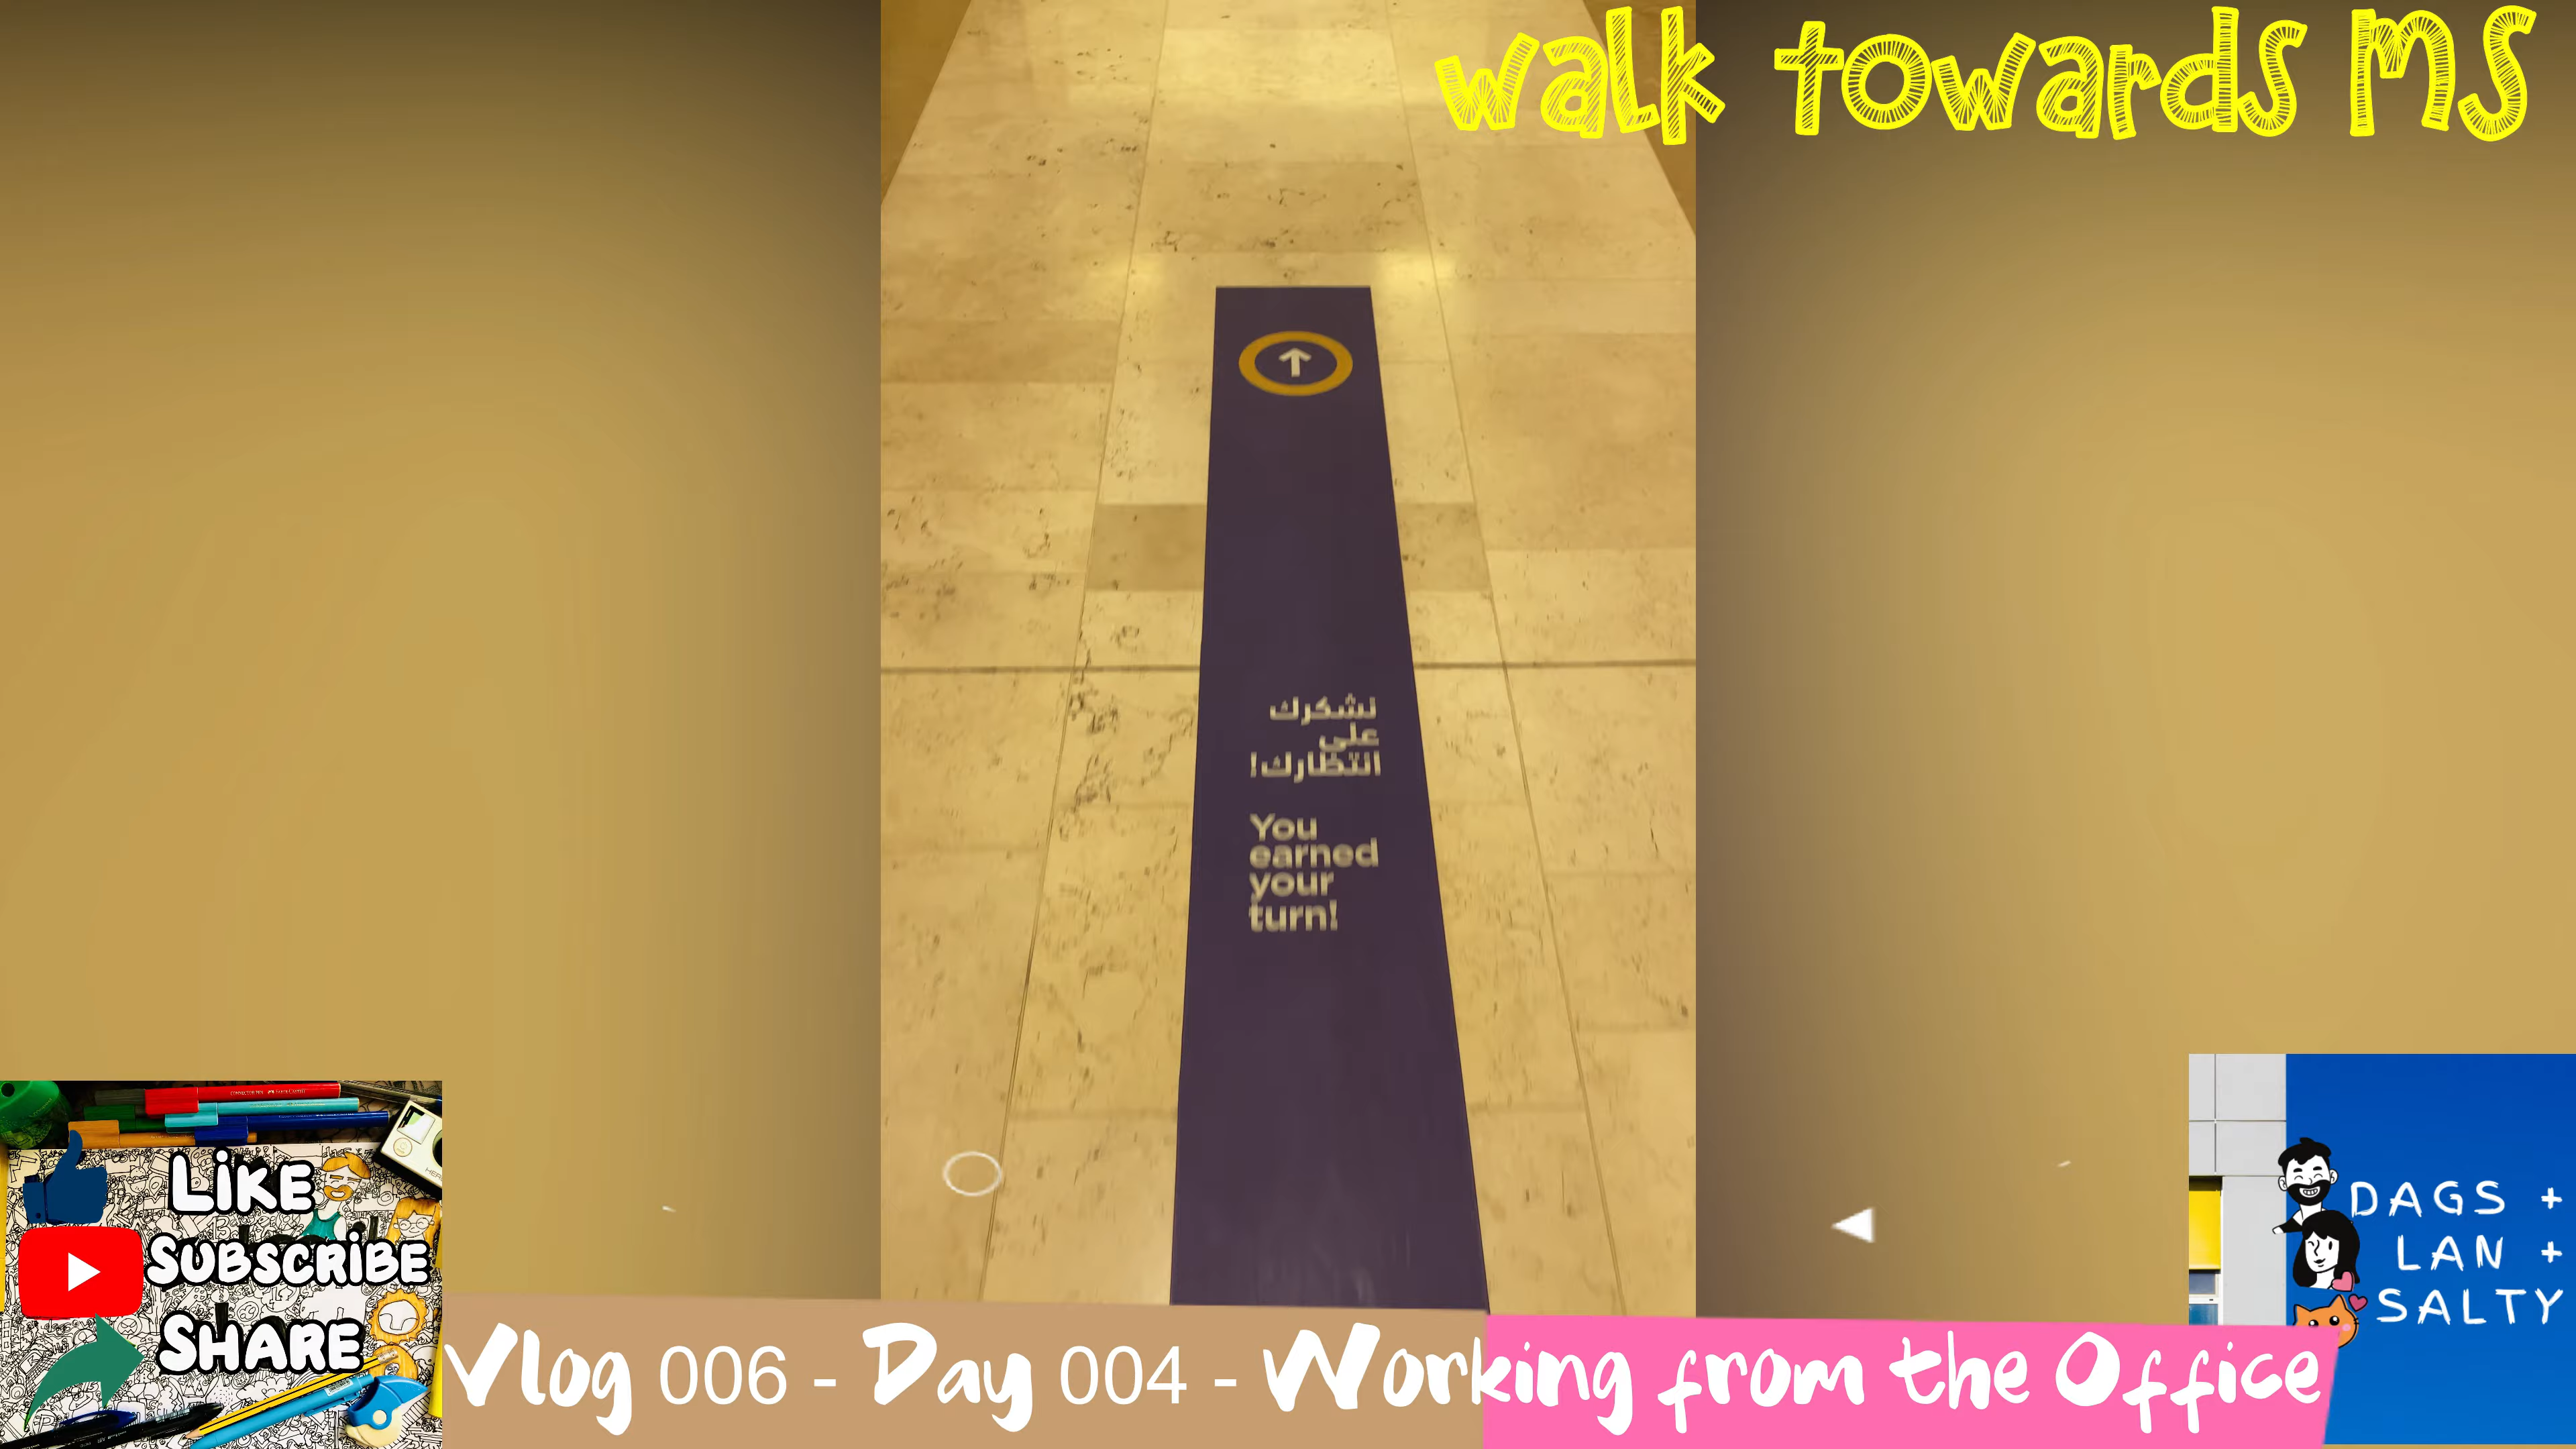 walk towards MS
نشكرك
على
انتظارك!
You
earned
your
turn!
LIKE
SUBSCRIBE
SHARE
DAGS +
LAN +
SALTY
Vlog 006 - Day 004 - Working from the Office